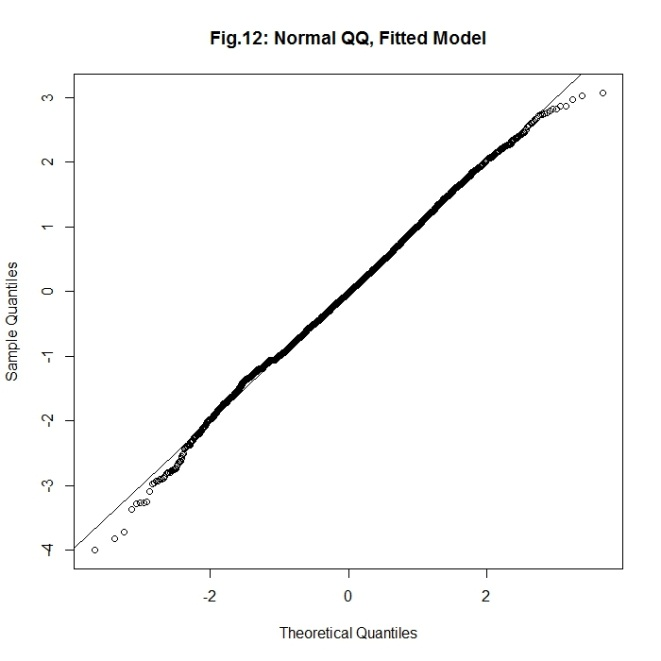 Fig.12: Normal QQ, Fitted Model
3
2
1
0
-1
-2
-3
-4
Sample Quantiles
-2 0 2
Theoretical Quantiles